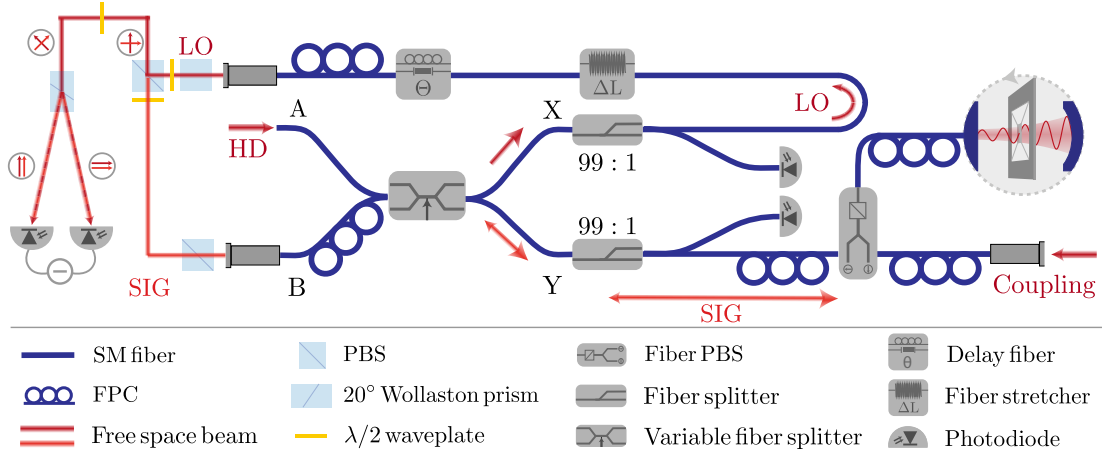 LO
Θ
ΔL
A
X
LO
HD
99 : 1
99 : 1
SIG
B
Y
Coupling
SIG
SM fiber
PBS
Fiber PBS
Delay fiber
Θ
FPC
20° Wollaston prism
Fiber splitter
Fiber stretcher
ΔL
Free space beam
λ/2 waveplate
Variable fiber splitter
Photodiode